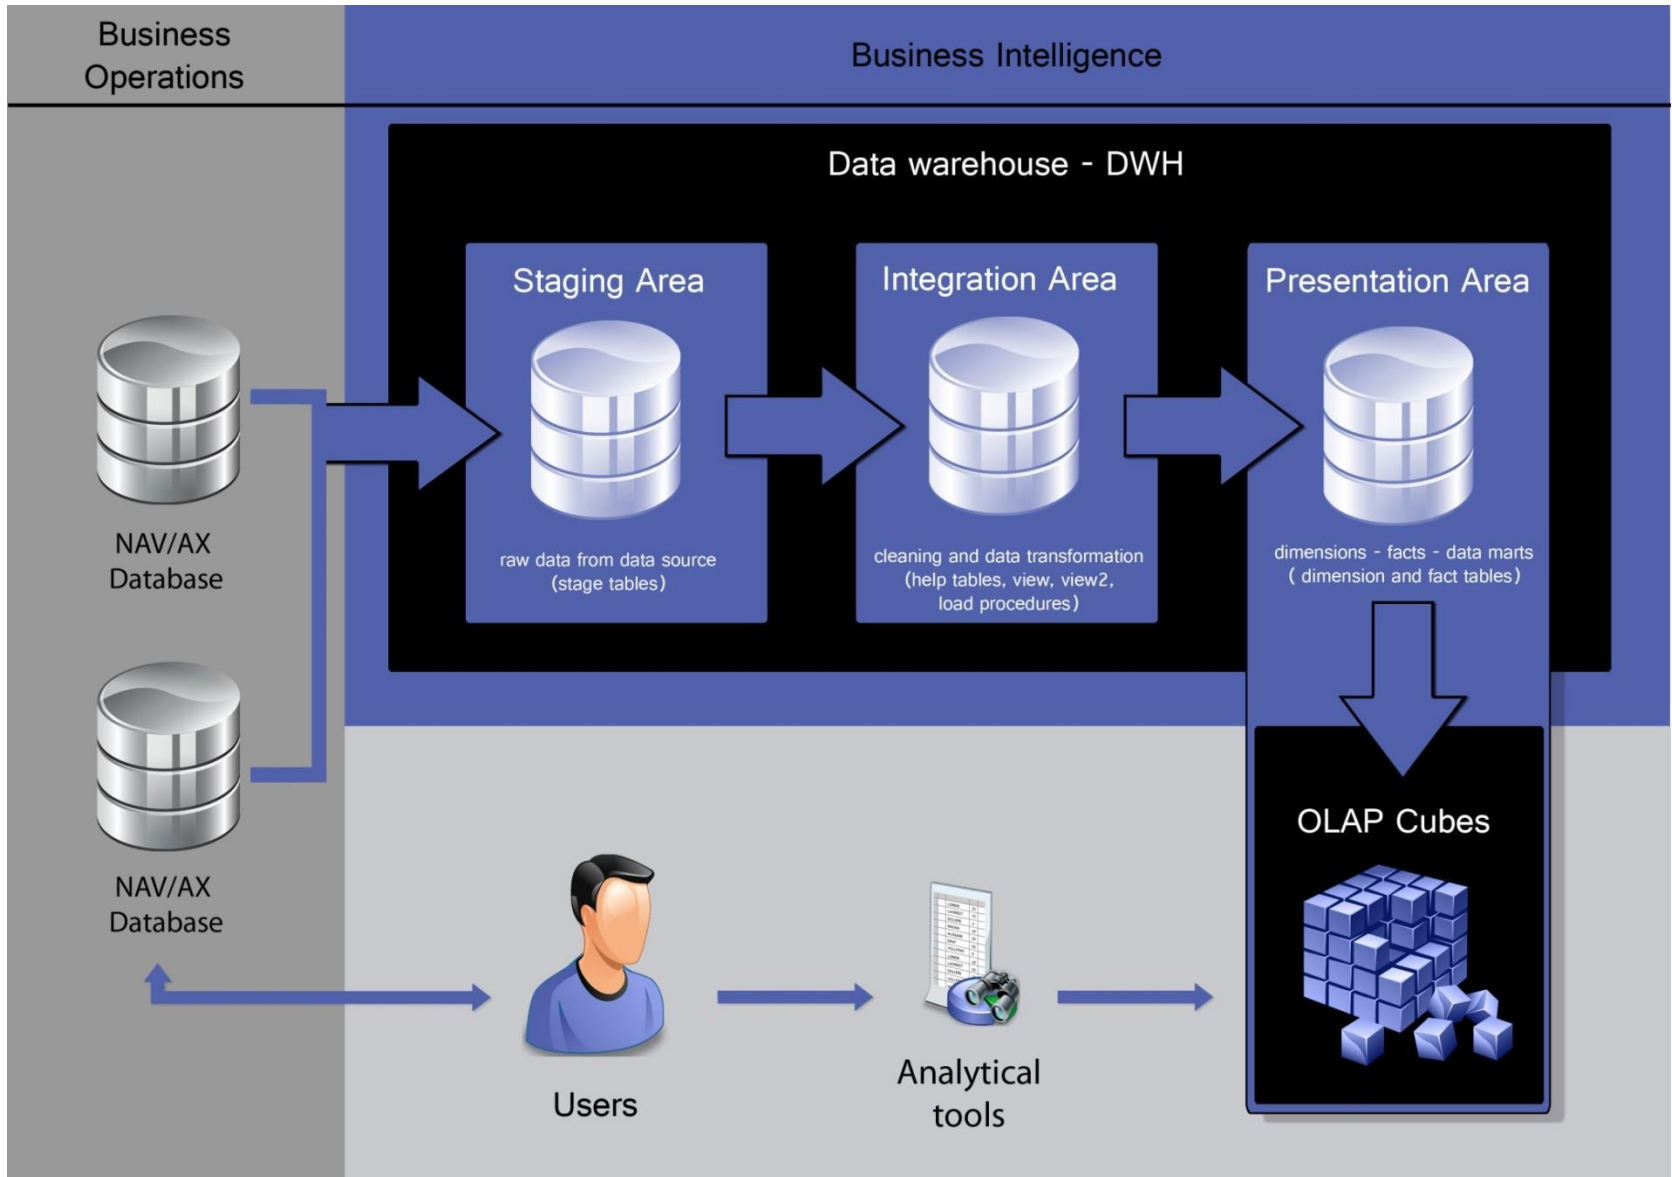 Business
Operations
Business Intelligence
Data warehouse - DWH
Staging Area
raw data from data source
(stage tables)
Integration Area
cleaning and data transformation
(help tables, view, view2,
load procedures)
Presentation Area
dimensions - facts - data marts
( dimension and fact tables)
NAV/AX
Database
NAV/AX
Database
OLAP Cubes
Users
Analytical
tools